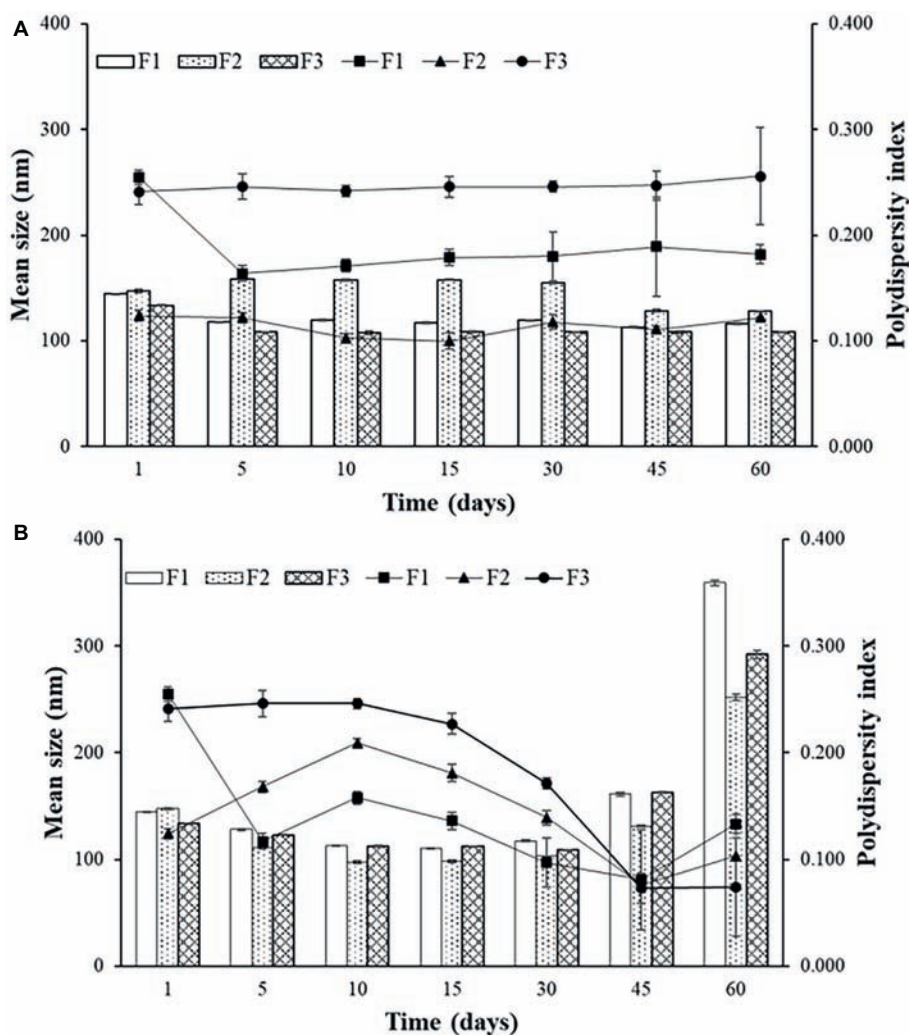 A
400
0.400
F1 F2 F3 F1 F2 F3
300
0.300
200
0.200
100
0.100
0
0.000
Mean size (nm)
Polydispersity index
1 5 10 15 30 45 60
Time (days)
B
400
0.400
F1 F2 F3 F1 F2 F3
300
0.300
200
0.200
100
0.100
0
0.000
Mean size (nm)
Polydispersity index
1 5 10 15 30 45 60
Time (days)